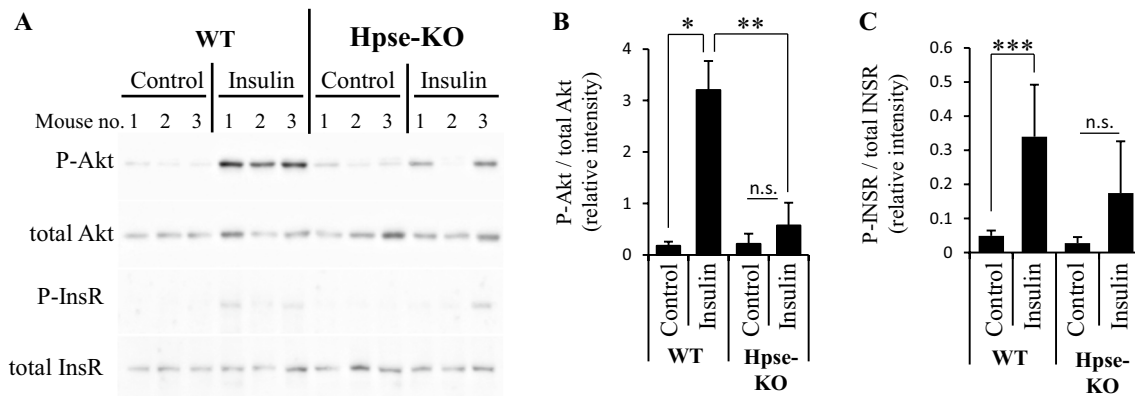 A
WT Hpse-KO
Control Insulin Control Insulin
Mouse no. 1 2 3 1 2 3 1 2 3 1 2 3
P-Akt
total Akt
P-InsR
total InsR
B
* **
P-Akt / total Akt
(relative intensity)
4
3
2
1
0
n.s.
Control Insulin Control Insulin
WT Hpse-
KO
C
***
P-INSR / total INSR
(relative intensity)
0.6
0.5
0.4
0.3
0.2
0.1
0
n.s.
Control Insulin Control Insulin
WT Hpse-
KO